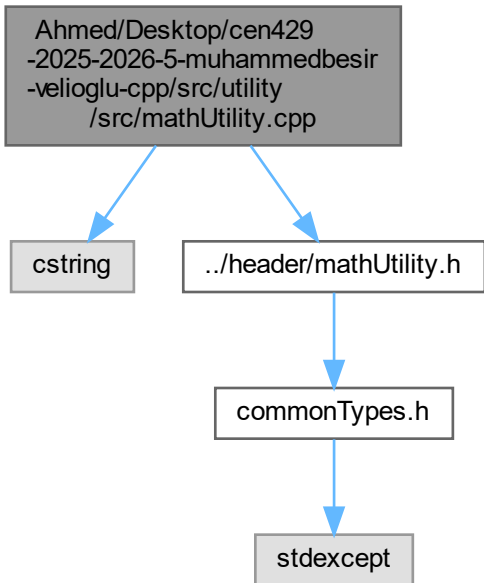 Ahmed/Desktop/cen429
-2025-2026-5-muhammedbesir
-velioglu-cpp/src/utility
/src/mathUtility.cpp
cstring
../header/mathUtility.h
commonTypes.h
stdexcept